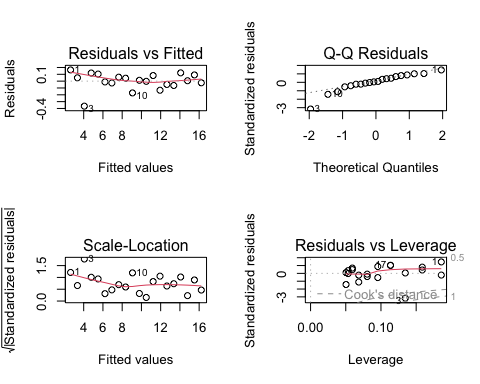 Residuals vs Fitted
Residuals
0.1
-0.4
1
3
10
4 6 8 12 16
Fitted values
Q-Q Residuals
Standardized residuals
0
-3
3
1
-2 -1 0 1 2
Theoretical Quantiles
Scale-Location
√|Standardized residuals|
1.5
0.0
1
3
10
4 6 8 12 16
Fitted values
Residuals vs Leverage
Standardized residuals
0
-3
17
1
3
0.5
1
Cook's distance
0.00 0.10
Leverage